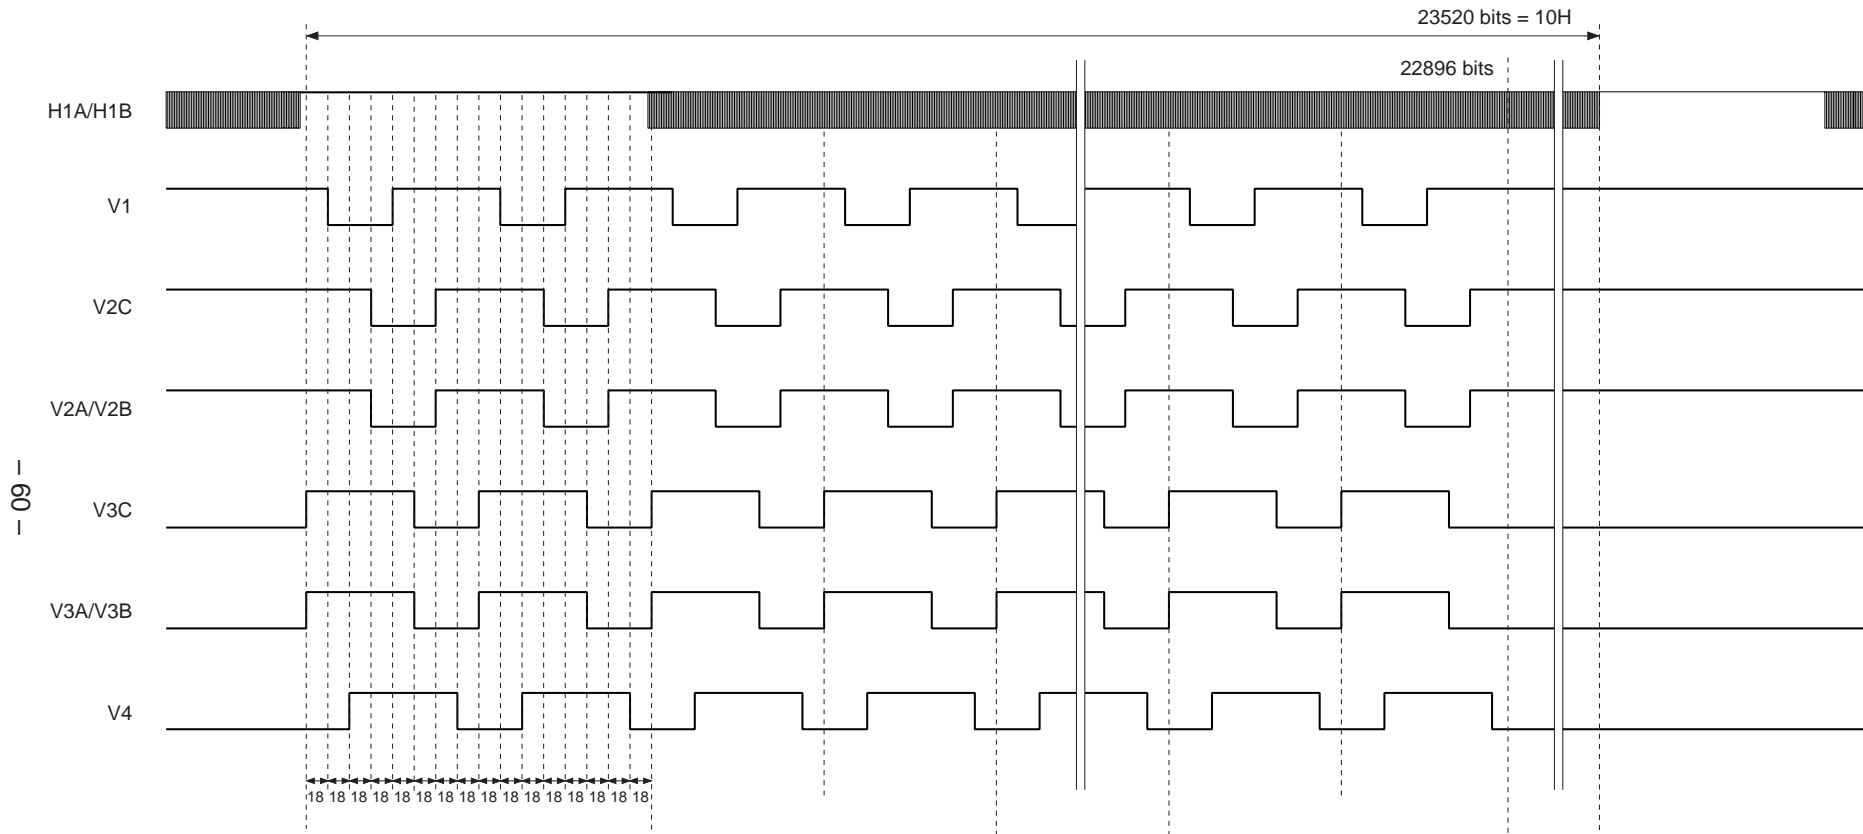 23520 bits = 10H
22896 bits
H1A/H1B
V1
V2C
V2A/V2B
V3C
V3A/V3B
V4
18 18 18 18 18 18 18 18 18 18 18 18 18 18 18 18
– 60 –